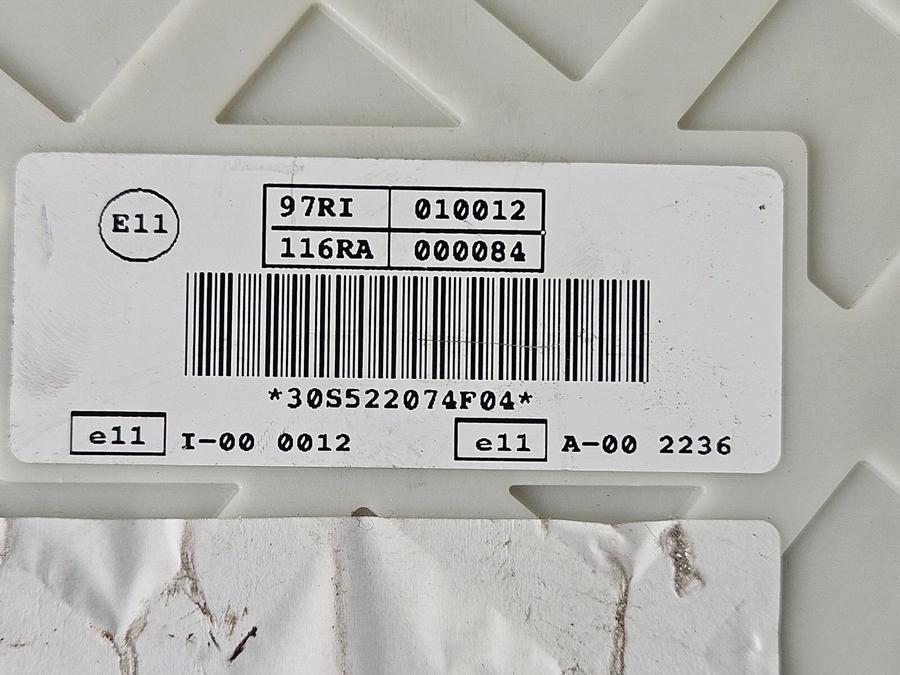 E11
97RI 010012
116RA 000084
*30S522074F04*
e11 I-00 0012
e11 A-00 2236